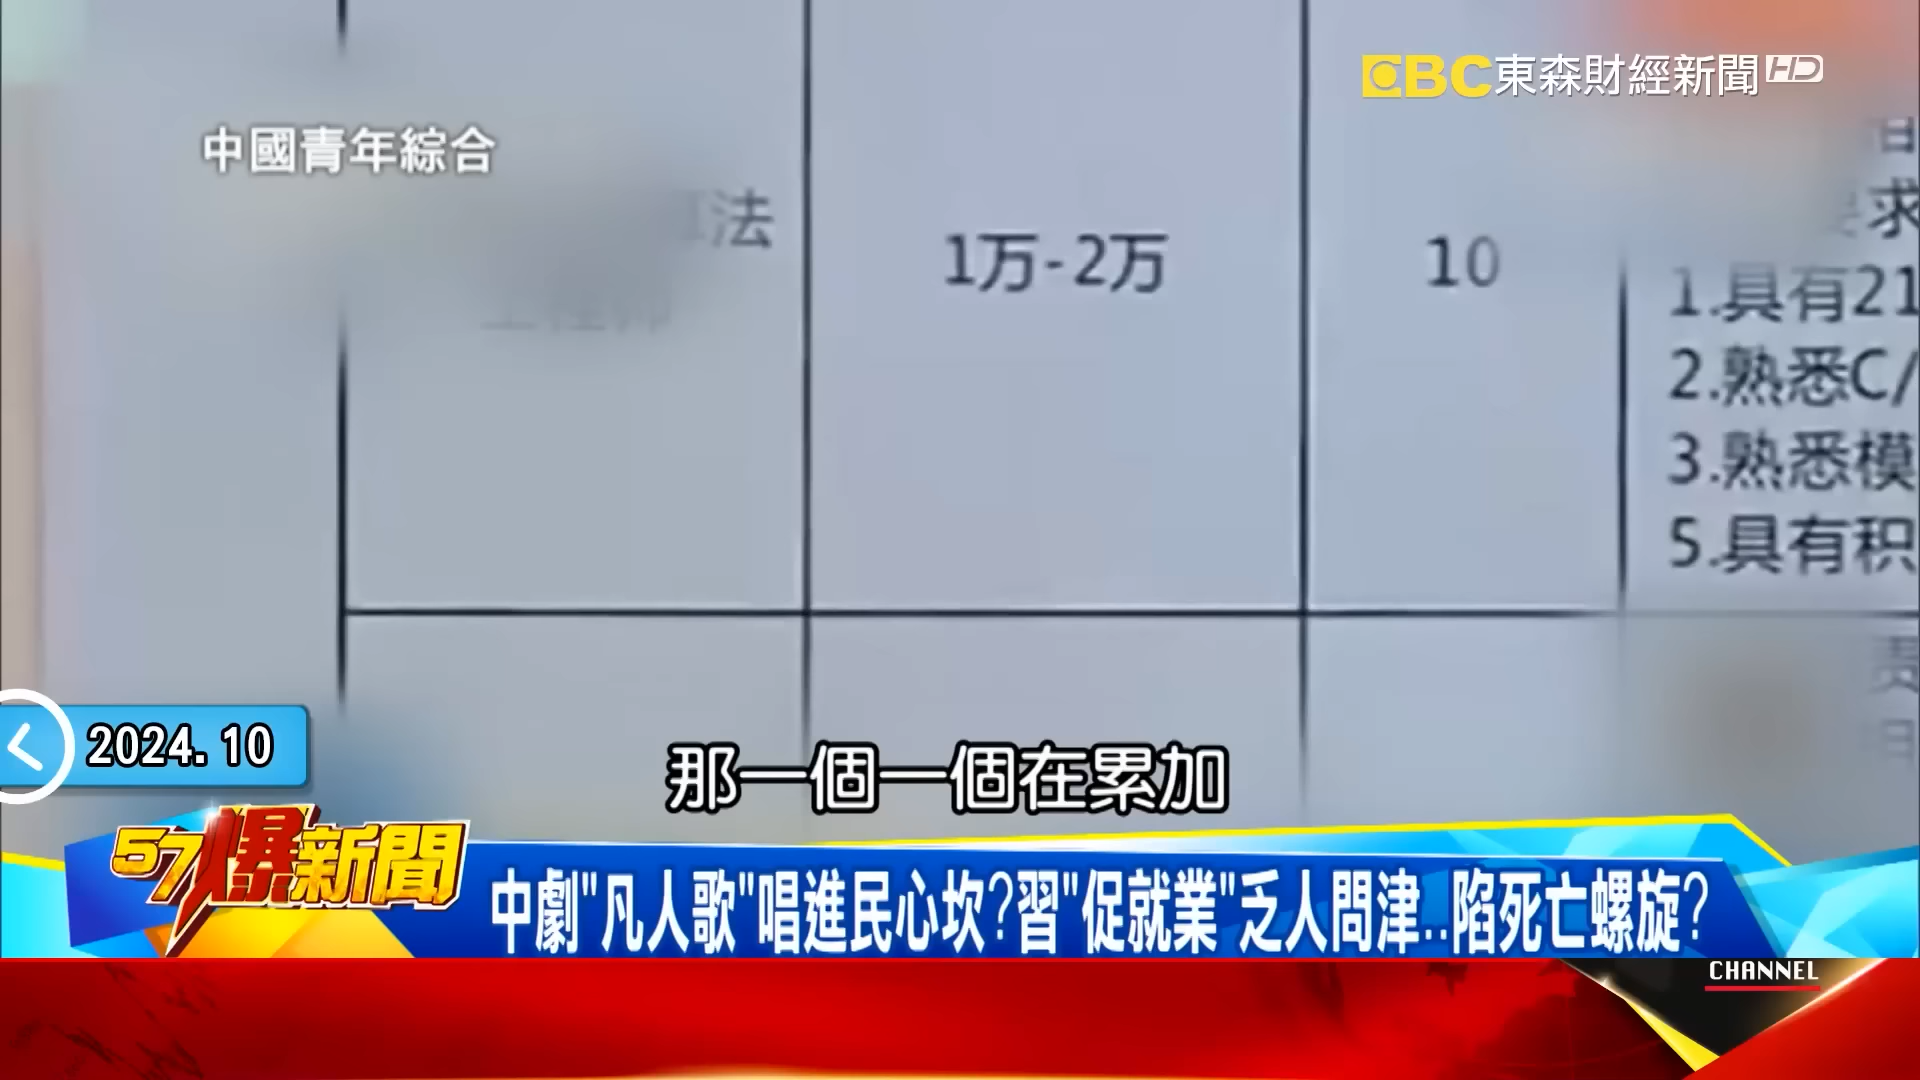 EBC東森財經新聞HD
中國青年綜合
法
1万-2万
10
求
1.具有21
2.熟悉C/
3.熟悉模
5.具有积
2024.10
那一個一個在累加
57爆新聞
中劇"凡人歌"唱進民心坎?習"促就業"乏人問津..陷死亡螺旋?
CHANNEL